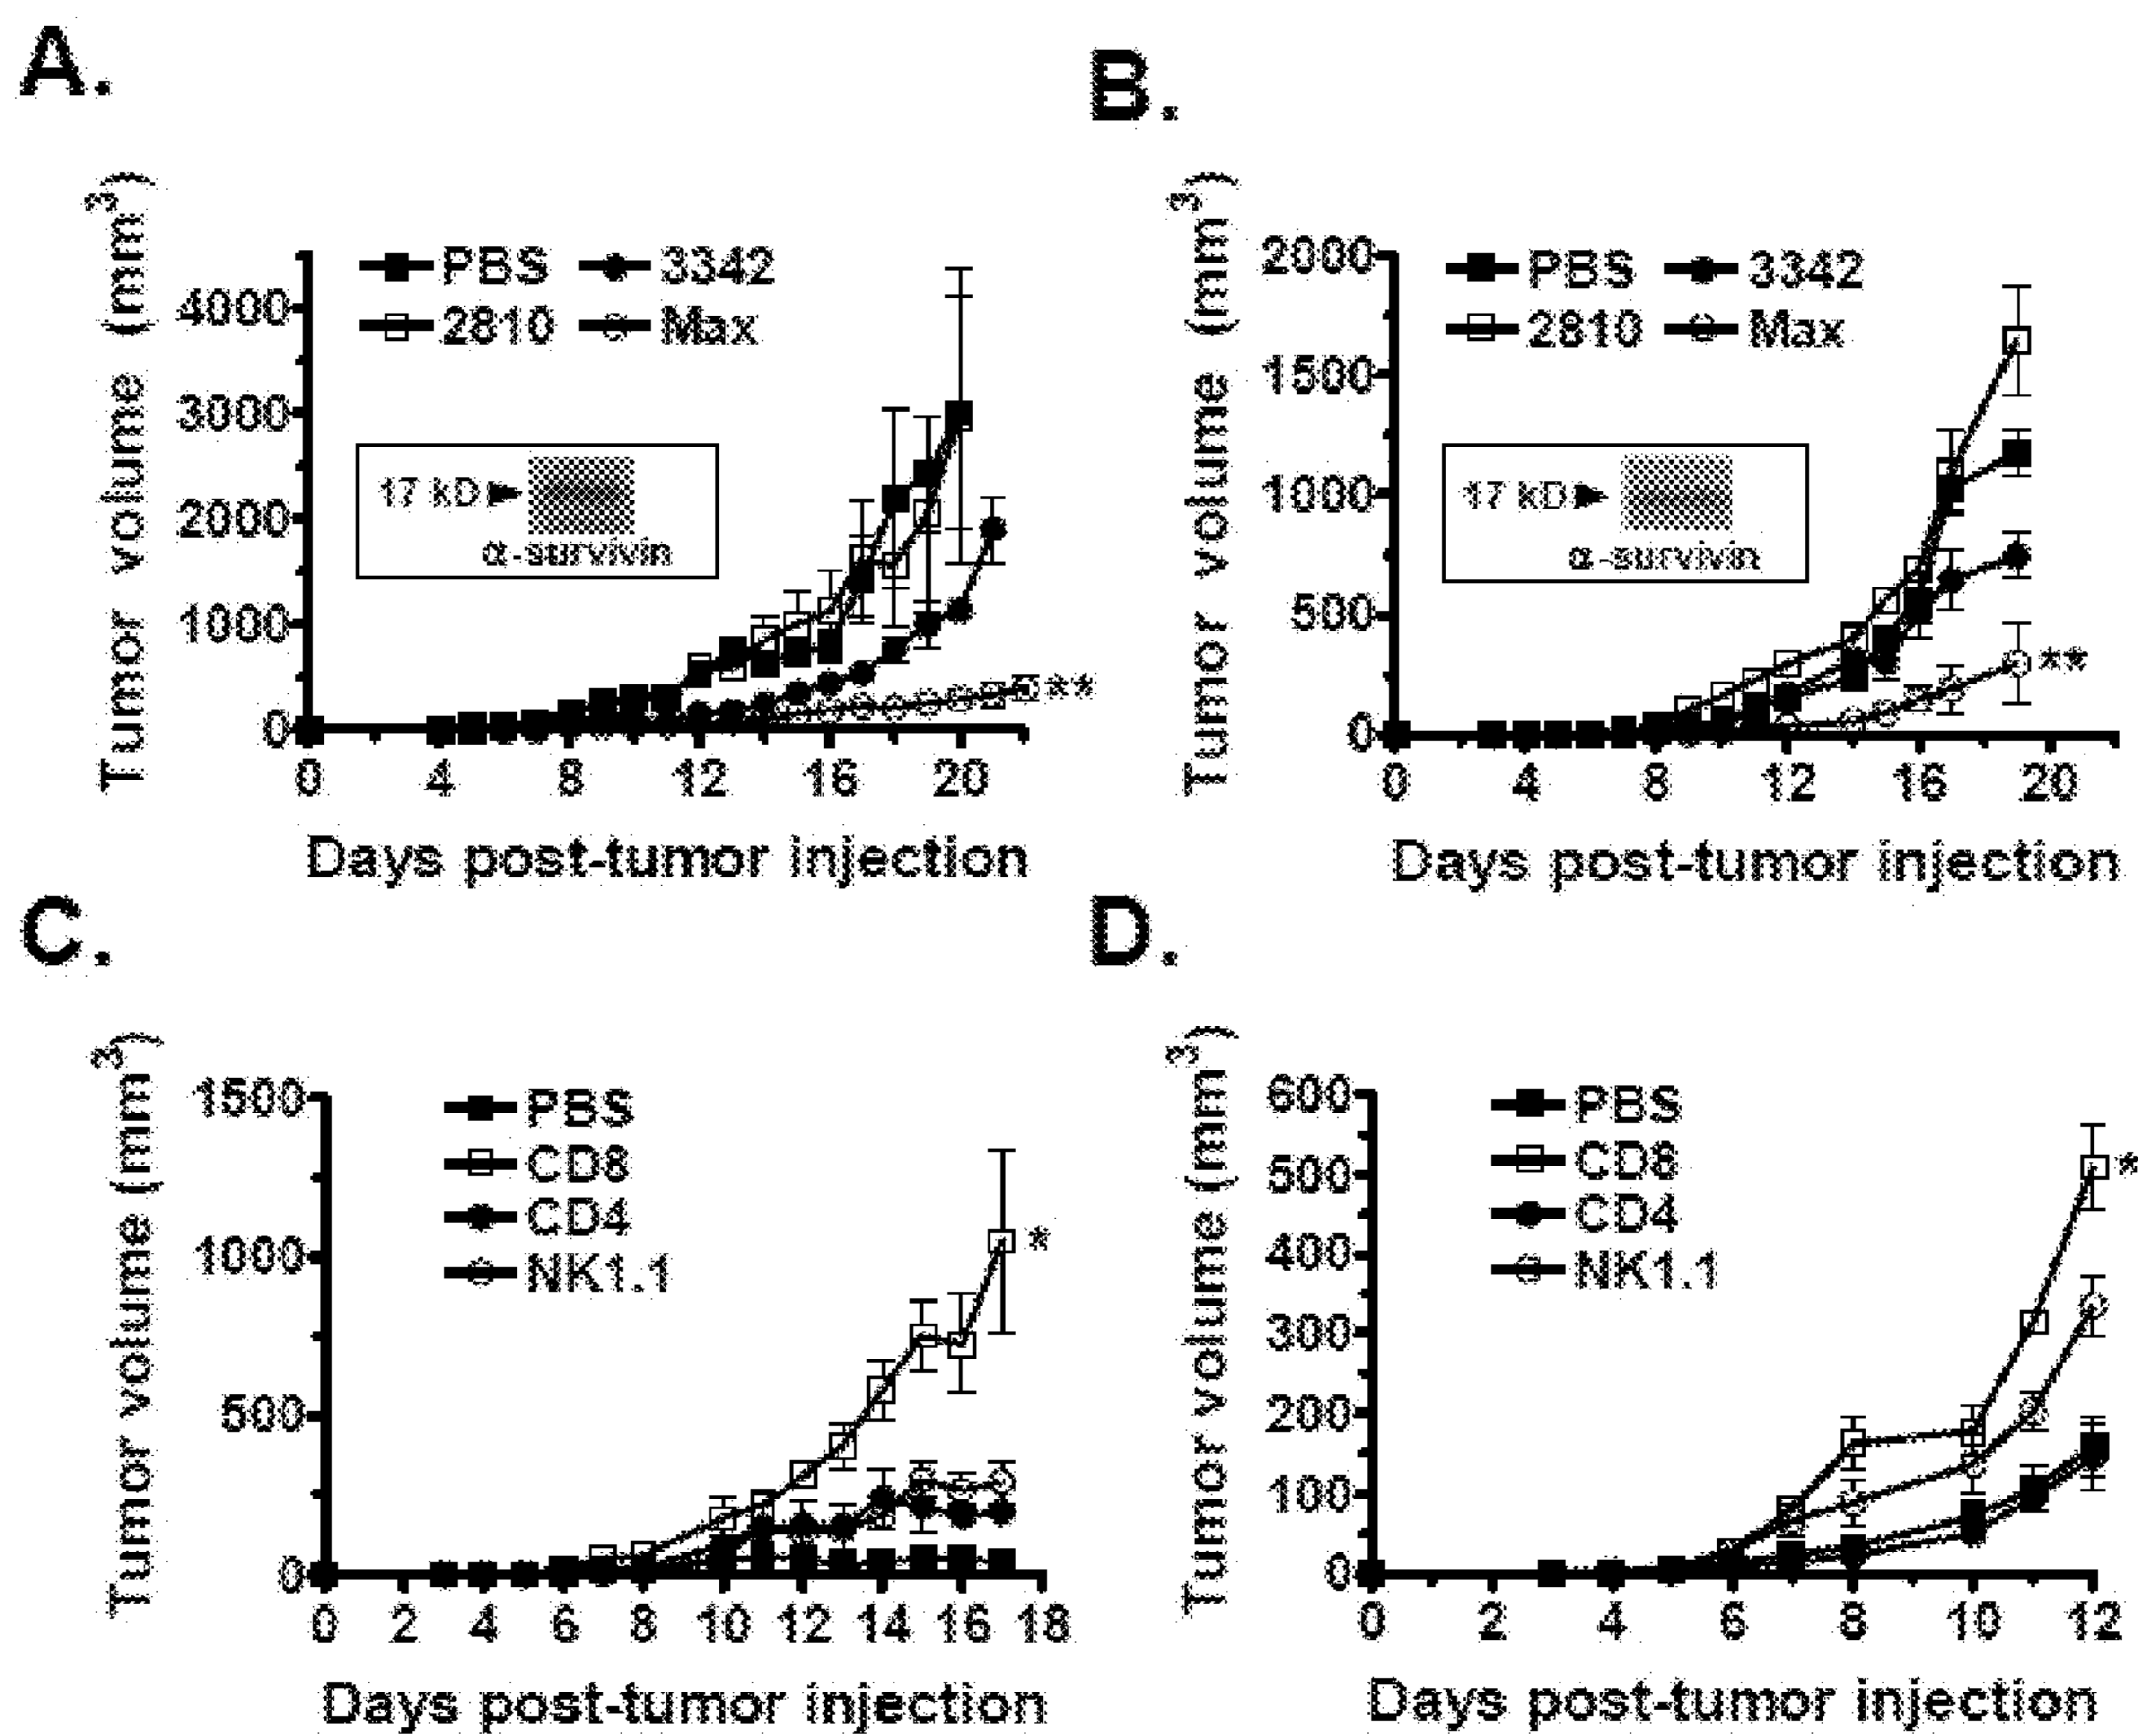 A.
Tumor volume (mm3)
PBS 3342
2810 Max
4000
3000
2000
1000
0
17 kD
α-survivin
**
0 4 8 12 16 20
Days post-tumor injection
B.
Tumor volume (mm3)
PBS 3342
2810 Max
2000
1500
1000
500
0
17 kD
α-survivin
**
0 4 8 12 16 20
Days post-tumor injection
C.
Tumor volume (mm3)
PBS
CD8
CD4
NK1.1
1500
1000
500
0
*
0 2 4 6 8 10 12 14 16 18
Days post-tumor injection
D.
Tumor volume (mm3)
PBS
CD8
CD4
NK1.1
600
500
400
300
200
100
0
*
0 2 4 6 8 10 12
Days post-tumor injection